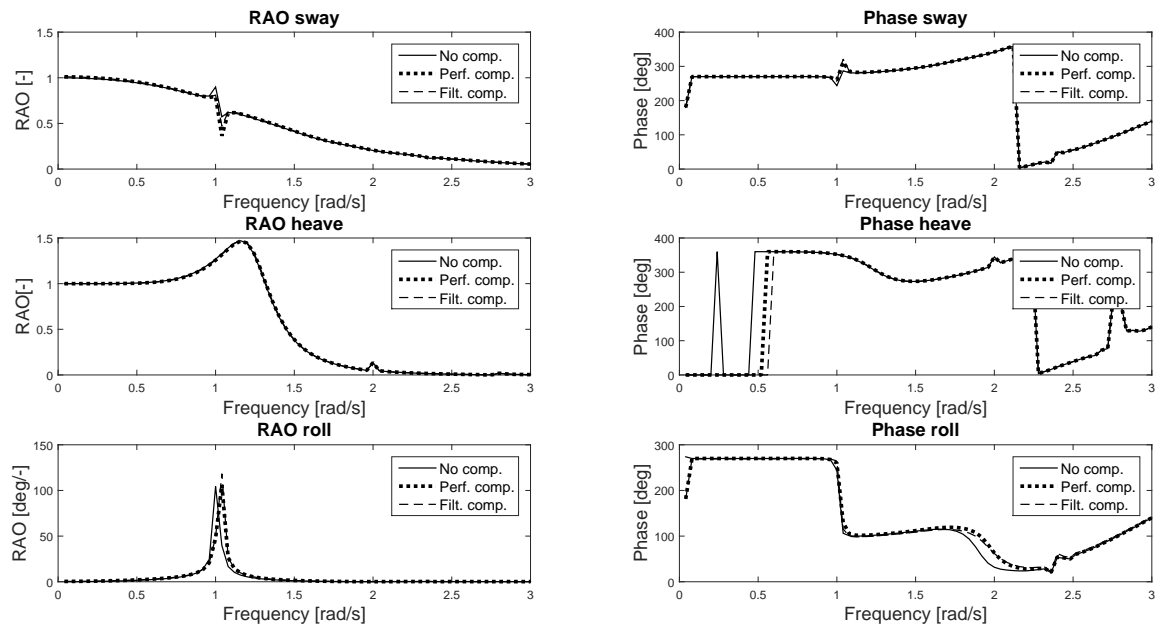 RAO sway
RAO [-]
1.5
1
0.5
0
No comp.
Perf. comp.
Filt. comp.
0 0.5 1 1.5 2 2.5 3
Frequency [rad/s]
Phase sway
Phase [deg]
400
300
200
100
0
No comp.
Perf. comp.
Filt. comp.
0 0.5 1 1.5 2 2.5 3
Frequency [rad/s]
RAO heave
RAO[-]
1.5
1
0.5
0
No comp.
Perf. comp.
Filt. comp.
0 0.5 1 1.5 2 2.5 3
Frequency [rad/s]
Phase heave
Phase [deg]
400
300
200
100
0
No comp.
Perf. comp.
Filt. comp.
0 0.5 1 1.5 2 2.5 3
Frequency [rad/s]
RAO roll
RAO [deg/-]
150
100
50
0
No comp.
Perf. comp.
Filt. comp.
0 0.5 1 1.5 2 2.5 3
Frequency [rad/s]
Phase roll
Phase [deg]
300
200
100
0
No comp.
Perf. comp.
Filt. comp.
0 0.5 1 1.5 2 2.5 3
Frequency [rad/s]